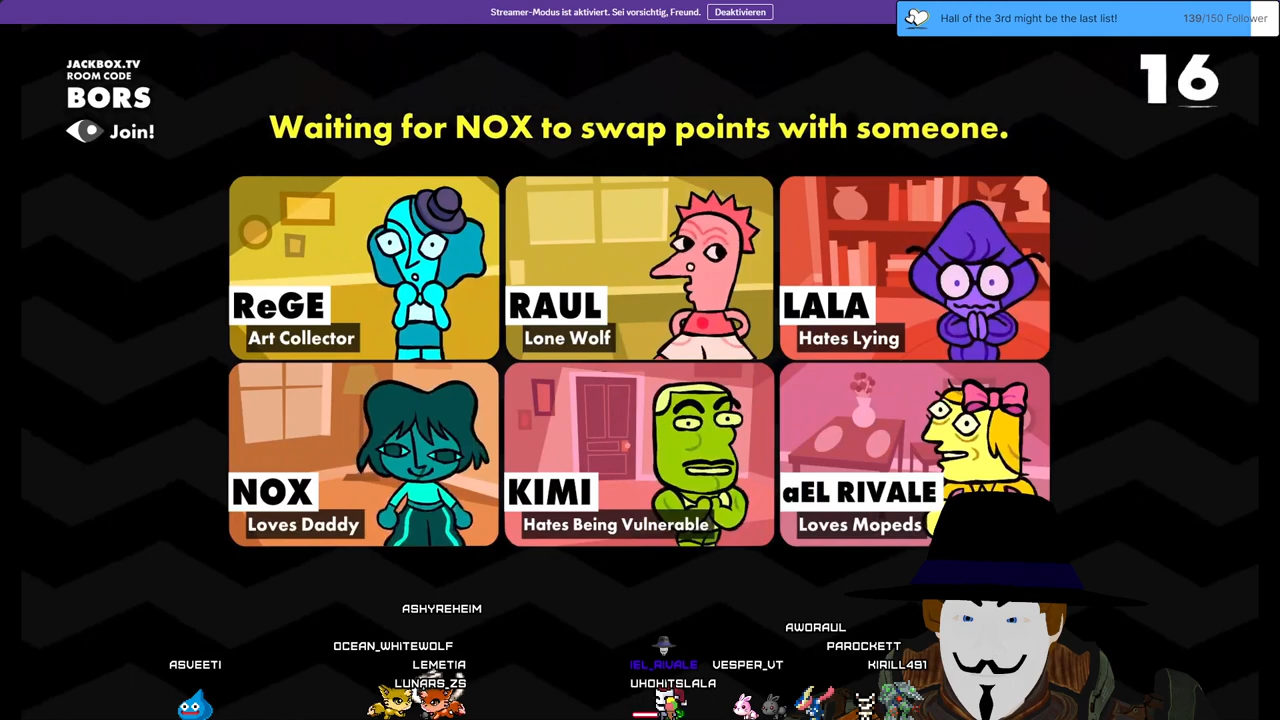 Streamer-Modus ist aktiviert. Sei vorsichtig, Freund. Deaktivieren
Hall of the 3rd might be the last list! 139/150 Follower
JACKBOX.TV
ROOM CODE
BORS
Join!
16
Waiting for NOX to swap points with someone.
ReGE
Art Collector
RAUL
Lone Wolf
LALA
Hates Lying
NOX
Loves Daddy
KIMI
Hates Being Vulnerable
aEL RIVALE
Loves Mopeds
ASHYREHEIM
AWORAUL
OCEAN_WHITEWOLF
PAROCKETT
ASVEETI
LEMETIA
IEL_RIVALE
VESPER_VT
KIRILL491
LUNARS_ZS
UHOHITSLALA